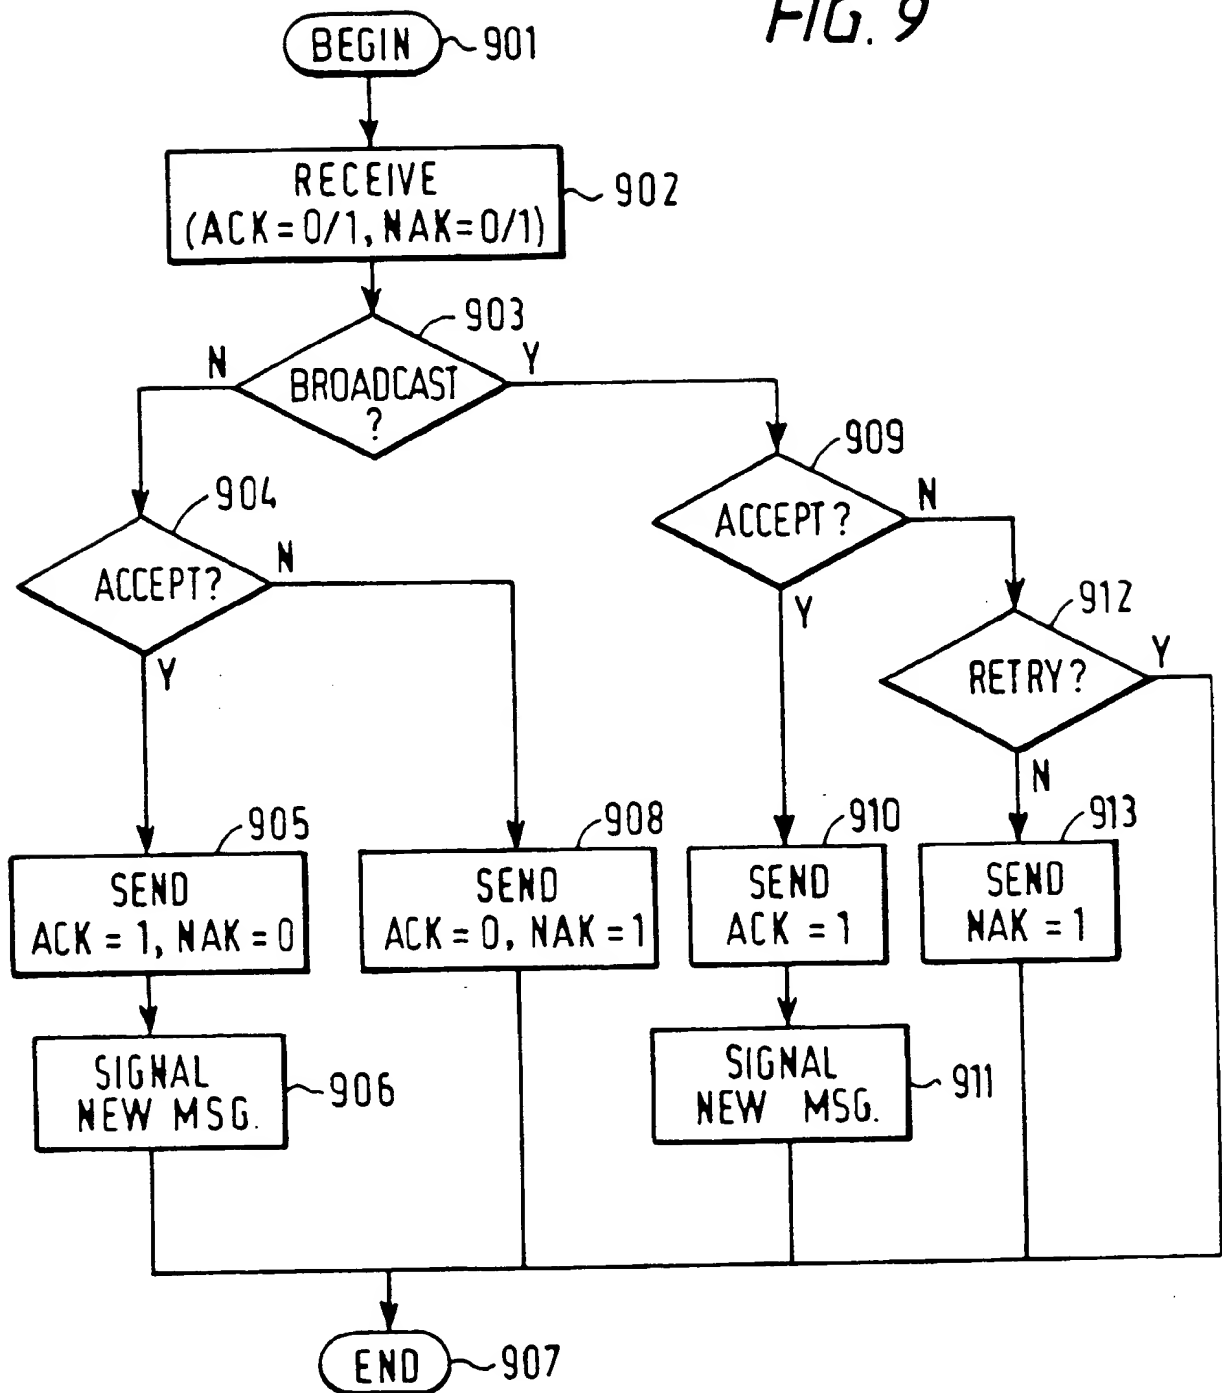 FIG. 9
BEGIN
901
RECEIVE
(ACK=0/1, NAK=0/1)
902
903
N
Y
BROADCAST
?
904
ACCEPT?
N
Y
909
ACCEPT?
N
Y
912
RETRY?
Y
N
905
SEND
ACK = 1, NAK=0
908
SEND
ACK=0, NAK=1
910
SEND
ACK = 1
913
SEND
NAK = 1
SIGNAL
NEW MSG.
906
SIGNAL
NEW MSG.
911
END
907